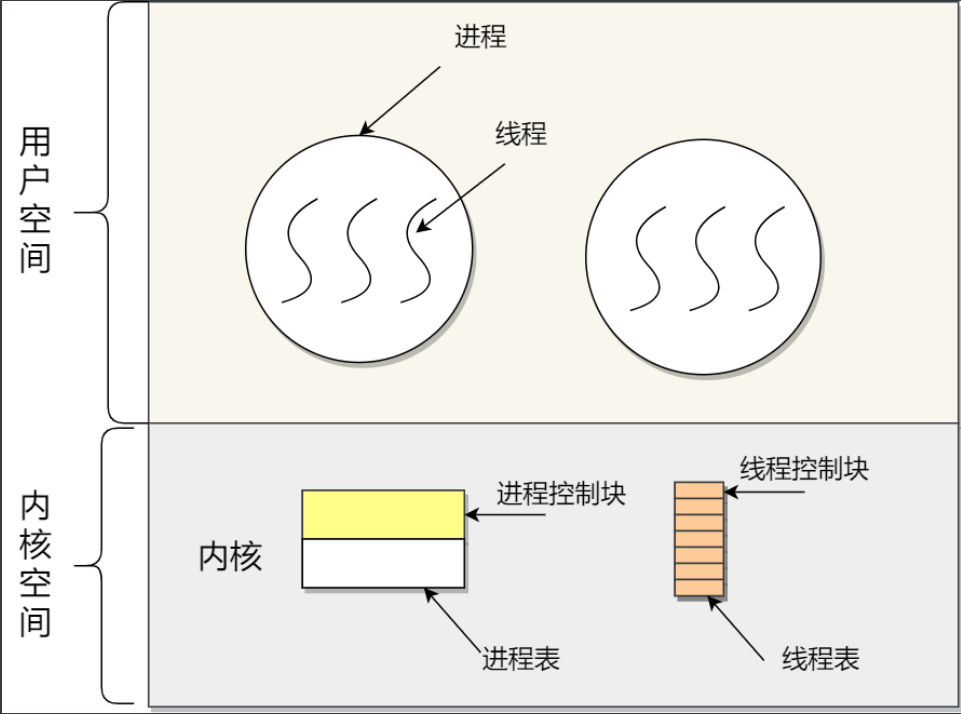 进程
线程
用户空间
线程控制块
进程控制块
内核
内核空间
进程表
线程表